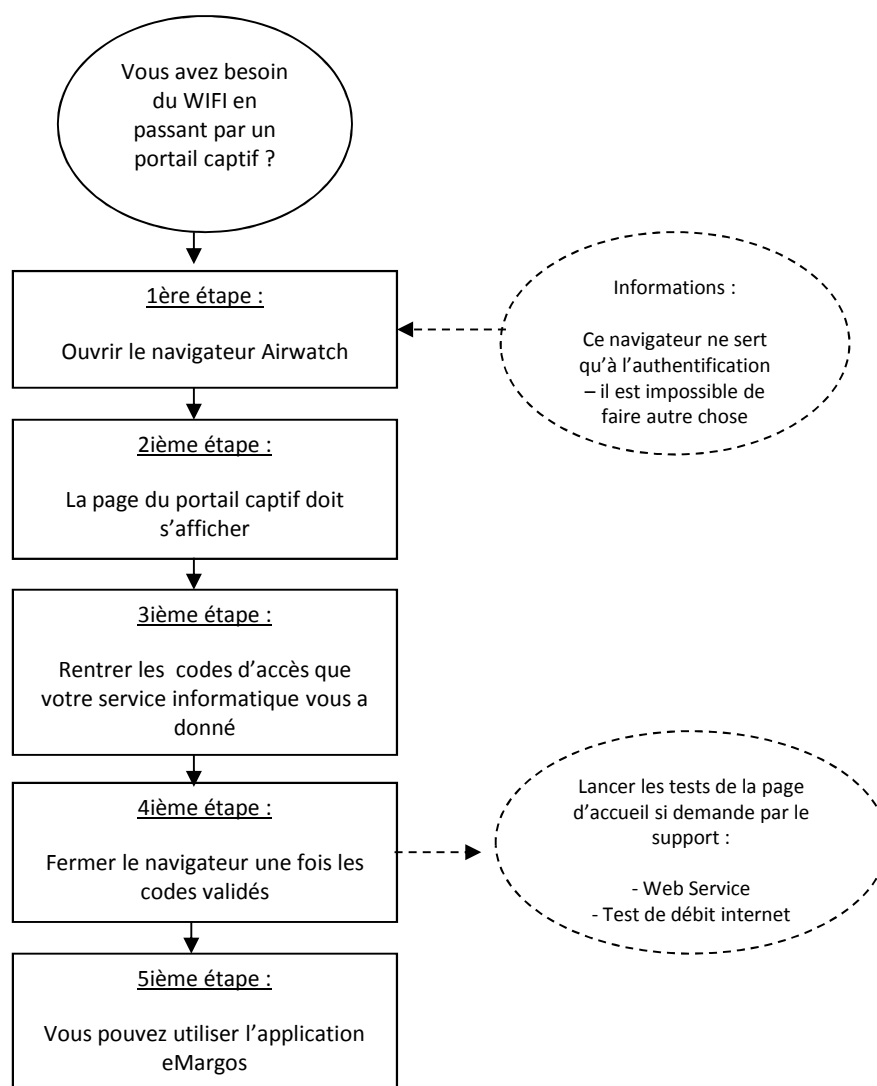 Vous avez besoin
du WIFI en
passant par un
portail captif ?
1ère étape :
Ouvrir le navigateur Airwatch
Informations :
Ce navigateur ne sert
qu’à l’authentification
– il est impossible de
faire autre chose
2ième étape :
La page du portail captif doit
s’afficher
3ième étape :
Rentrer les  codes d’accès que
votre service informatique vous a
donné
4ième étape :
Fermer le navigateur une fois les
codes validés
Lancer les tests de la page
d’accueil si demande par le
support :
- Web Service
- Test de débit internet
5ième étape :
Vous pouvez utiliser l’application
eMargos